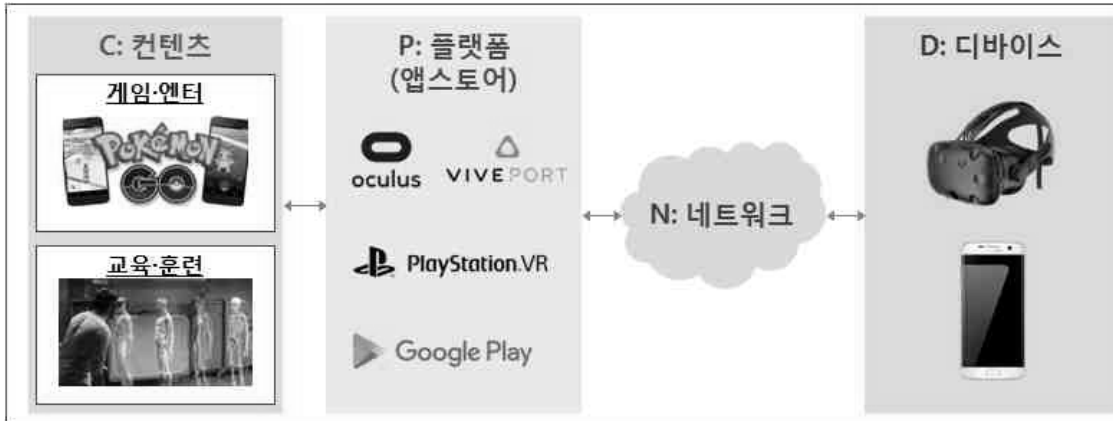 C: 컨텐츠
게임·엔터
POKéMON
GO
교육·훈련
P: 플랫폼
(앱스토어)
oculus
VIVEPORT
PlayStation.VR
Google Play
N: 네트워크
D: 디바이스